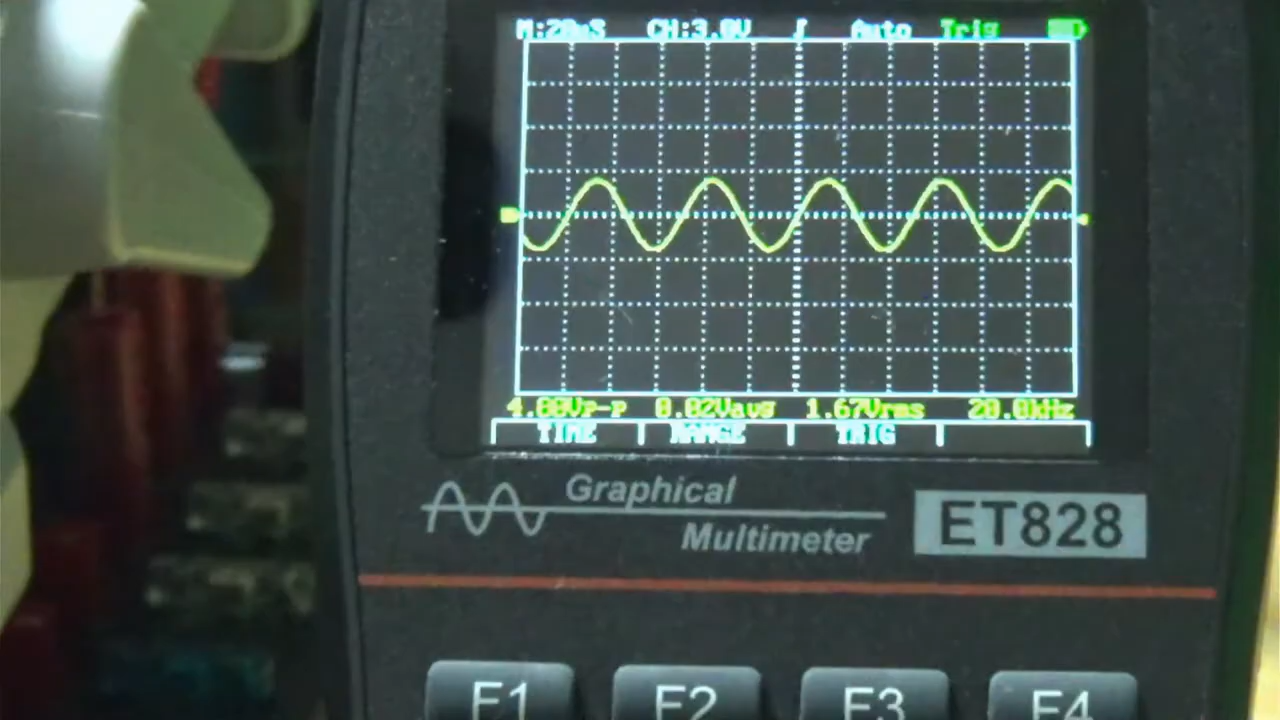 M:20uS CH:3.0V Auto Trig
4.88Vp-p 0.02Vavg 1.67Vrms 20.0kHz
TIME RANGE TRIG
Graphical
Multimeter
ET828
F1 F2 F3 F4